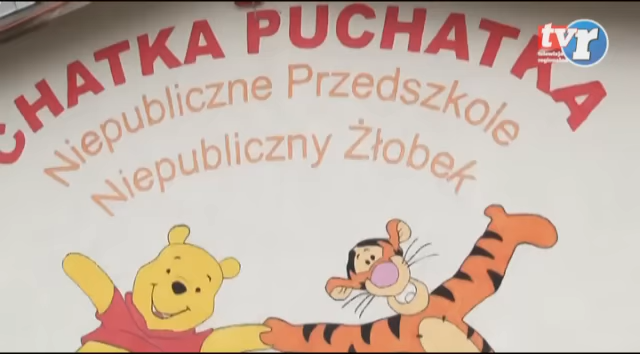 CHATKA PUCHATKA
Niepubliczne Przedszkole
Niepubliczny Żłobek
tvr